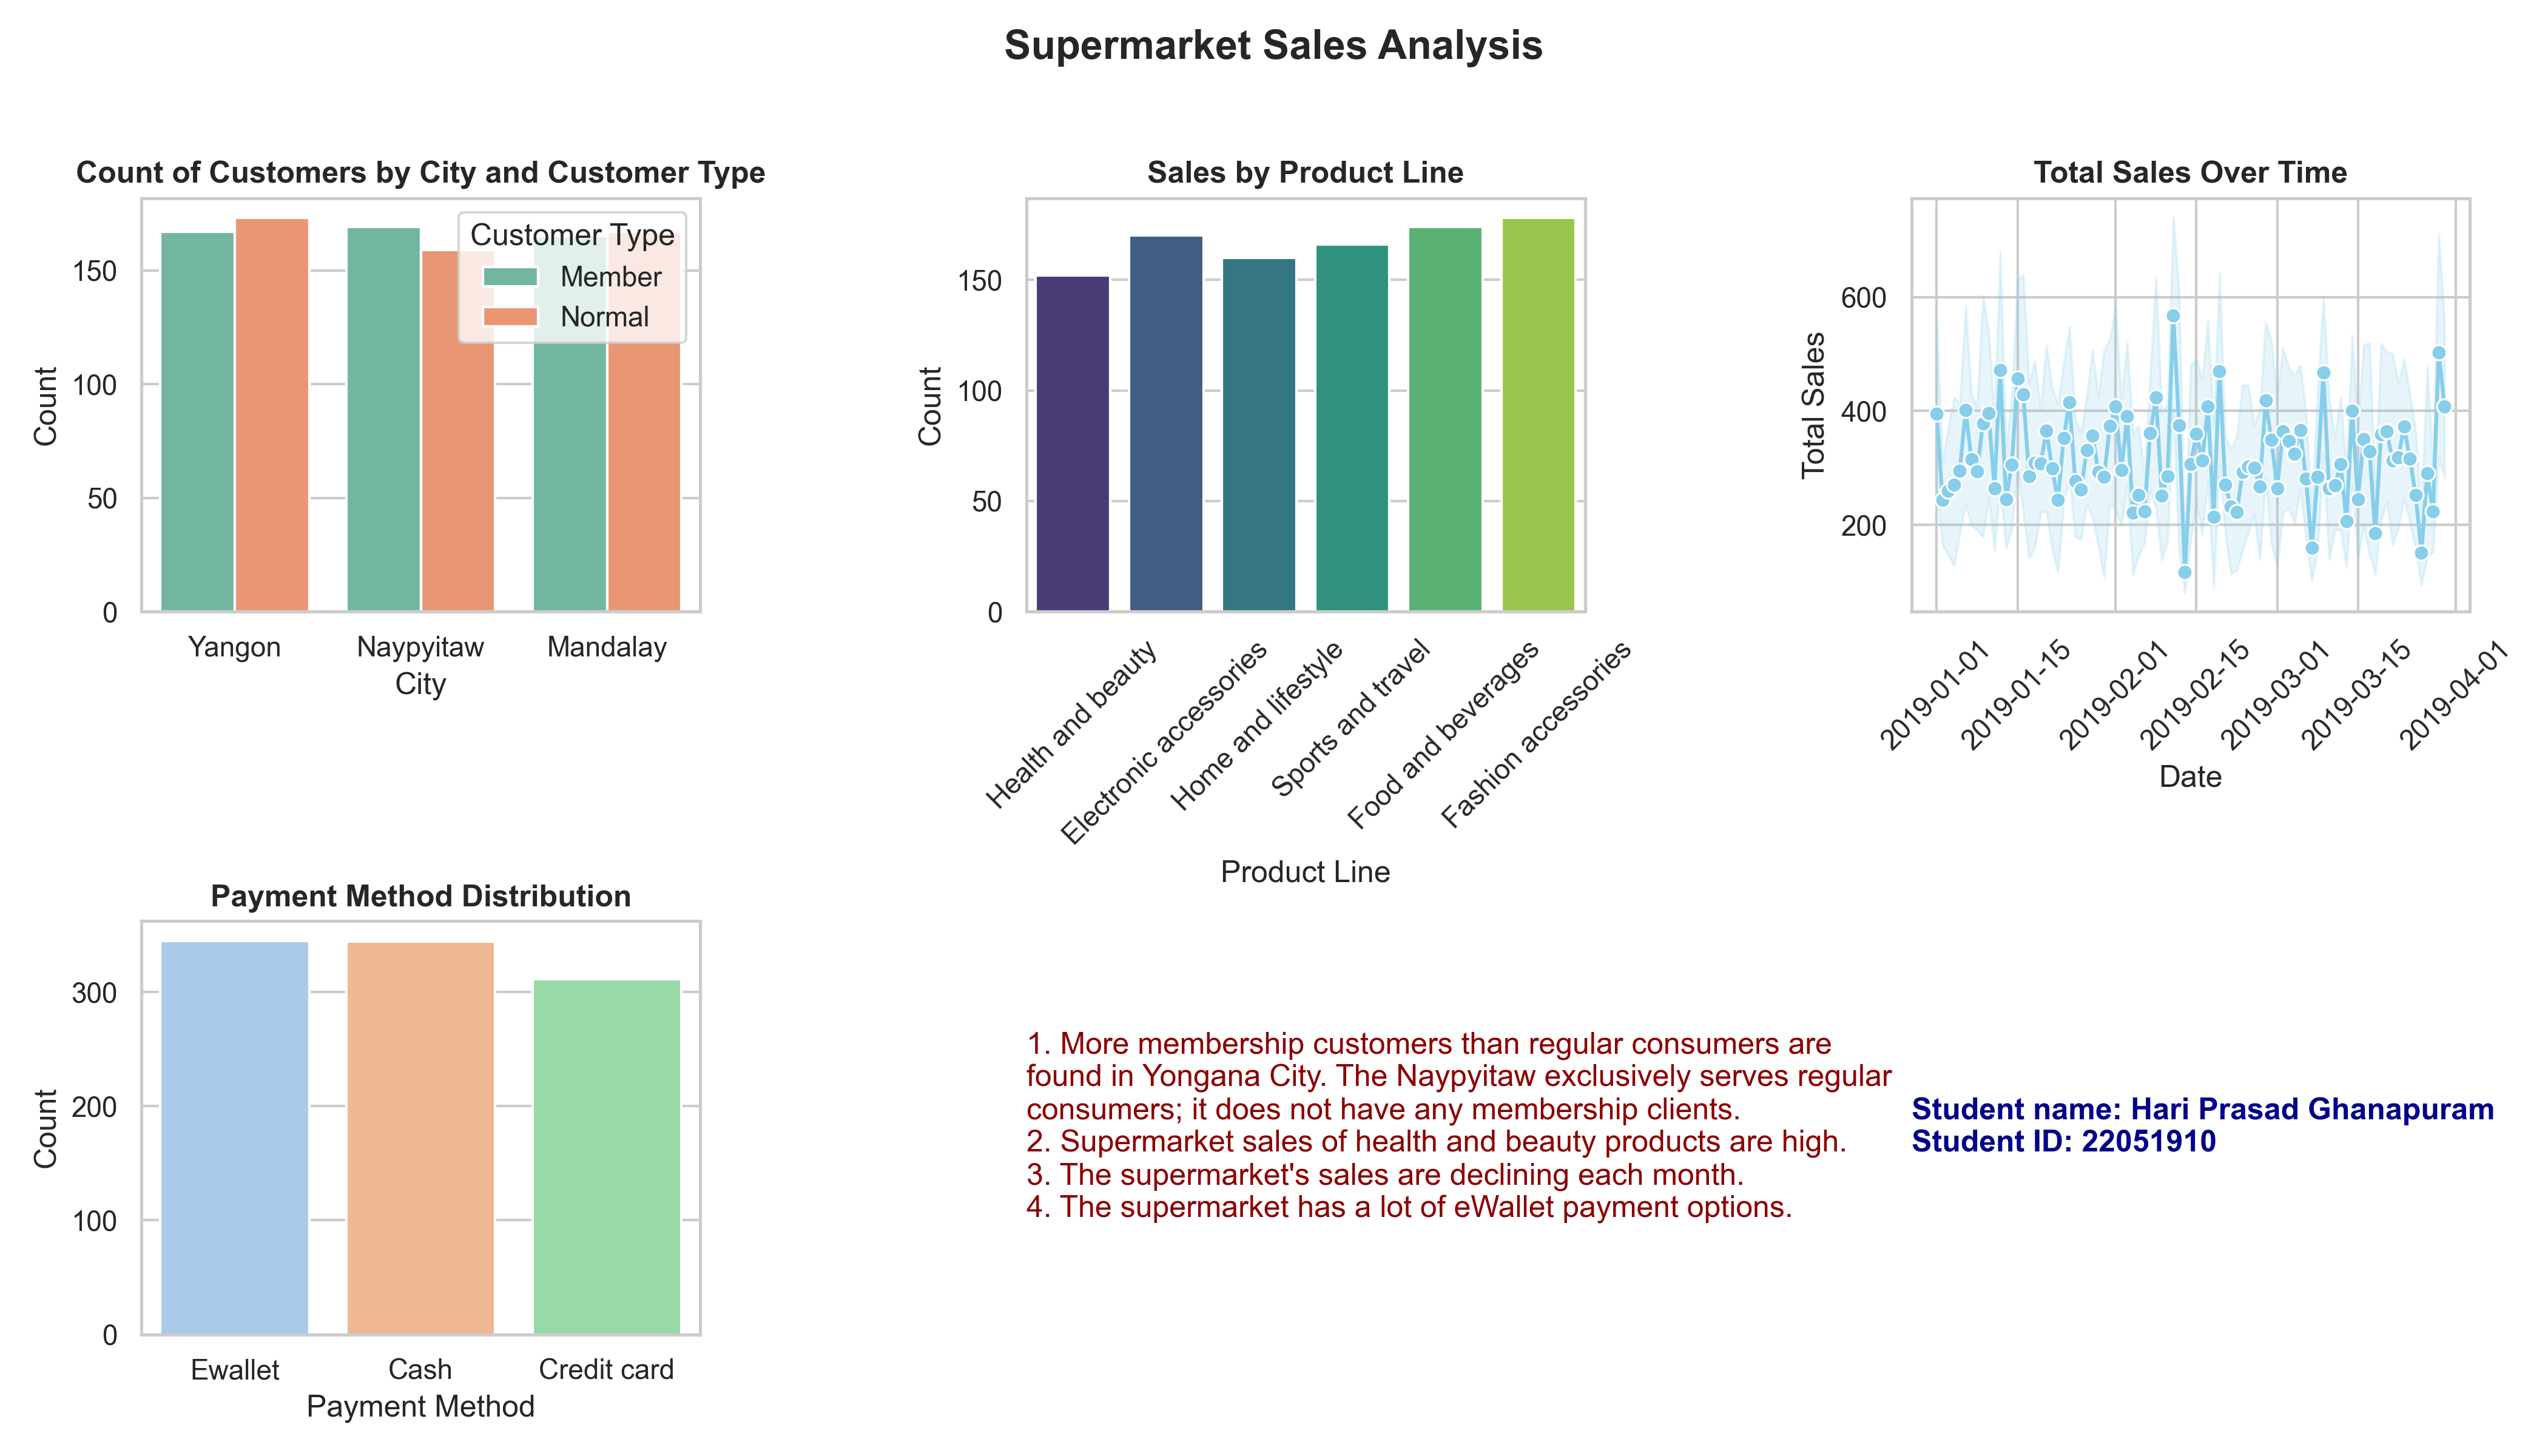 Supermarket Sales Analysis
Count of Customers by City and Customer Type
Customer Type
Member
Normal
Count
150
100
50
0
Yangon
Naypyitaw
Mandalay
City
Sales by Product Line
Count
150
100
50
0
Health and beauty
Electronic accessories
Home and lifestyle
Sports and travel
Food and beverages
Fashion accessories
Product Line
Total Sales Over Time
Total Sales
600
400
200
2019-01-01
2019-01-15
2019-02-01
2019-02-15
2019-03-01
2019-03-15
2019-04-01
Date
Payment Method Distribution
Count
300
200
100
0
Ewallet
Cash
Credit card
Payment Method
1. More membership customers than regular consumers are
found in Yongana City. The Naypyitaw exclusively serves regular
consumers; it does not have any membership clients.
2. Supermarket sales of health and beauty products are high.
3. The supermarket's sales are declining each month.
4. The supermarket has a lot of eWallet payment options.
Student name: Hari Prasad Ghanapuram
Student ID: 22051910